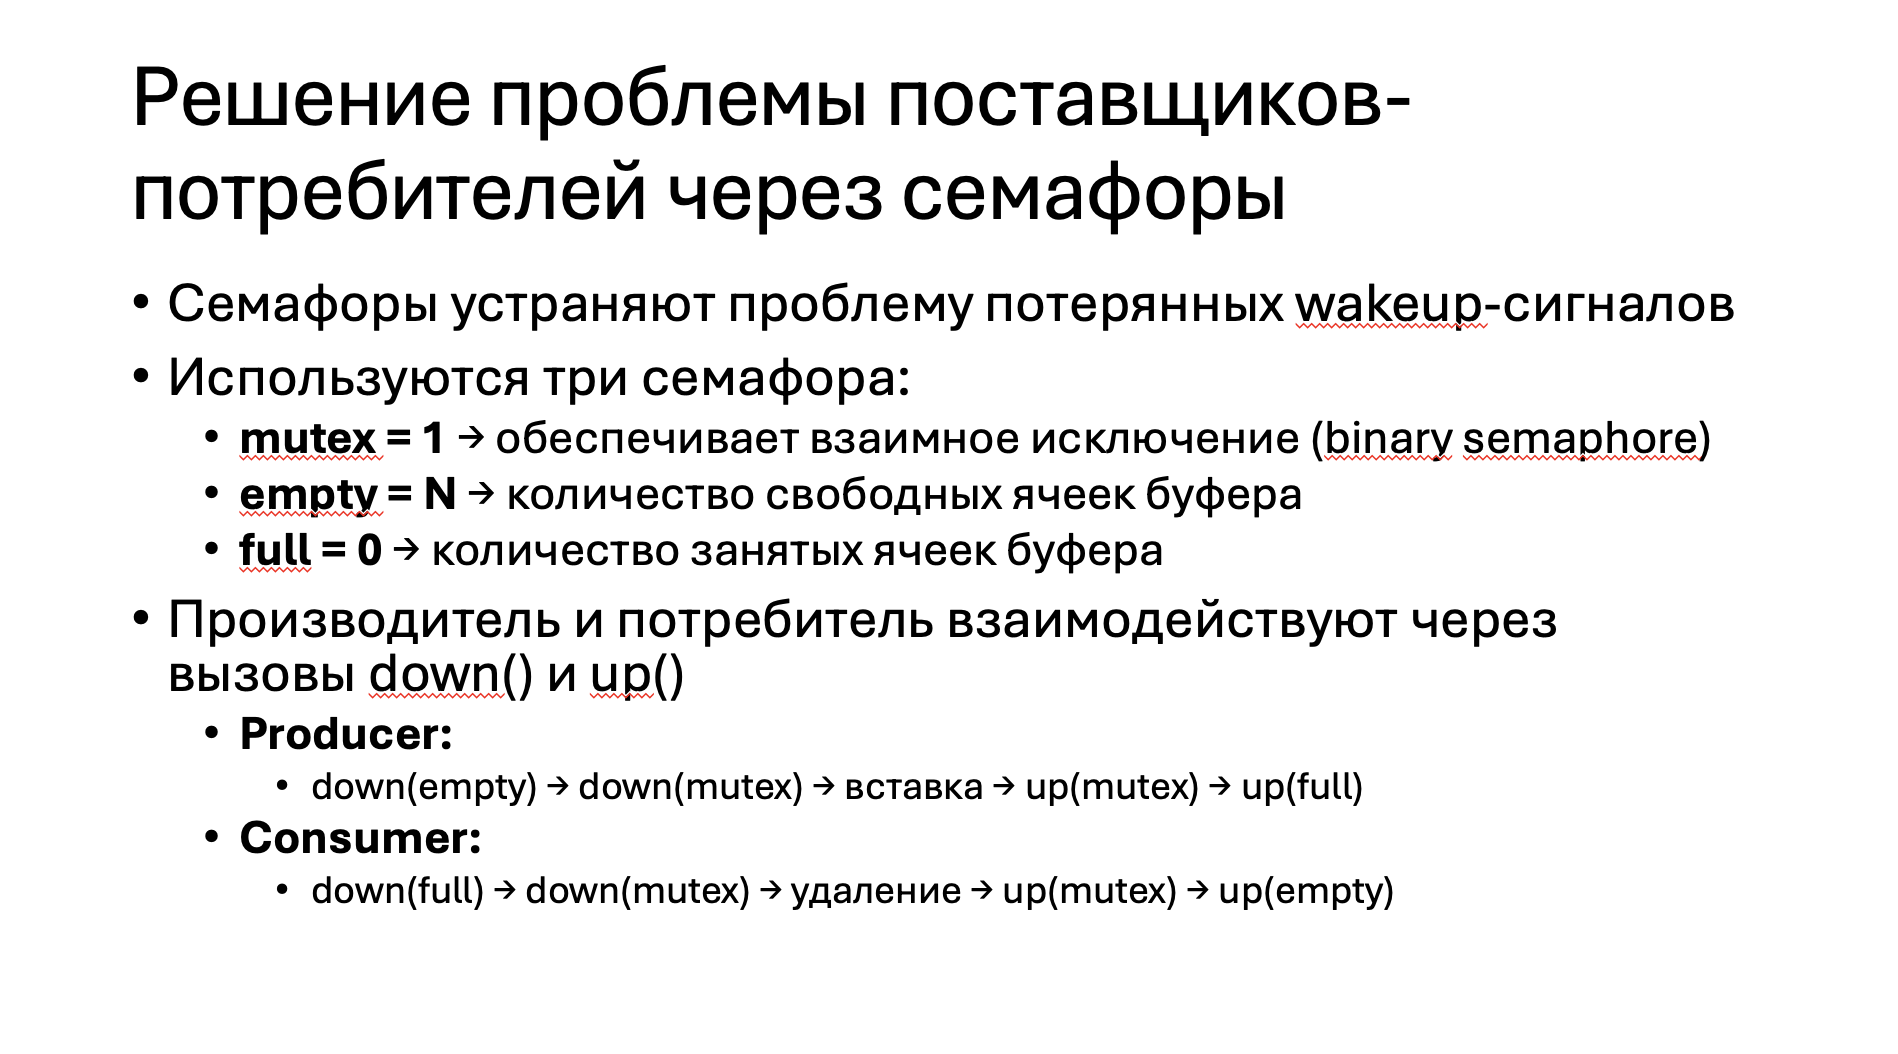 Решение проблемы поставщиков-
потребителей через семафоры
• Семафоры устраняют проблему потерянных wakeup-сигналов
• Используются три семафора:
• mutex = 1 → обеспечивает взаимное исключение (binary semaphore)
• empty = N → количество свободных ячеек буфера
• full = 0 → количество занятых ячеек буфера
• Производитель и потребитель взаимодействуют через
вызовы down() и up()
• Producer:
• down(empty) → down(mutex) → вставка → up(mutex) → up(full)
• Consumer:
• down(full) → down(mutex) → удаление → up(mutex) → up(empty)